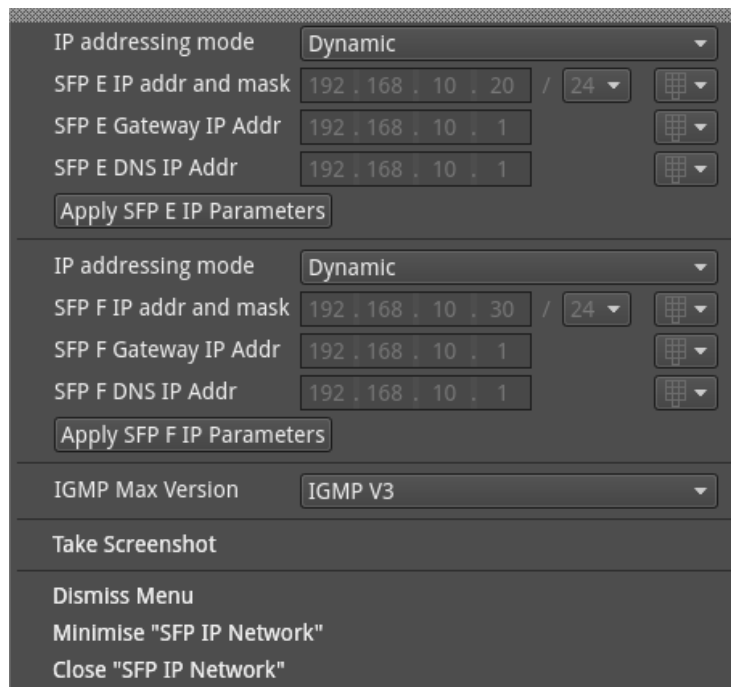 IP addressing mode Dynamic
SFP E IP addr and mask 192 . 168 . 10 . 20 / 24
SFP E Gateway IP Addr 192 . 168 . 10 . 1
SFP E DNS IP Addr 192 . 168 . 10 . 1
Apply SFP E IP Parameters
IP addressing mode Dynamic
SFP F IP addr and mask 192 . 168 . 10 . 30 / 24
SFP F Gateway IP Addr 192 . 168 . 10 . 1
SFP F DNS IP Addr 192 . 168 . 10 . 1
Apply SFP F IP Parameters
IGMP Max Version IGMP V3
Take Screenshot
Dismiss Menu
Minimise "SFP IP Network"
Close "SFP IP Network"